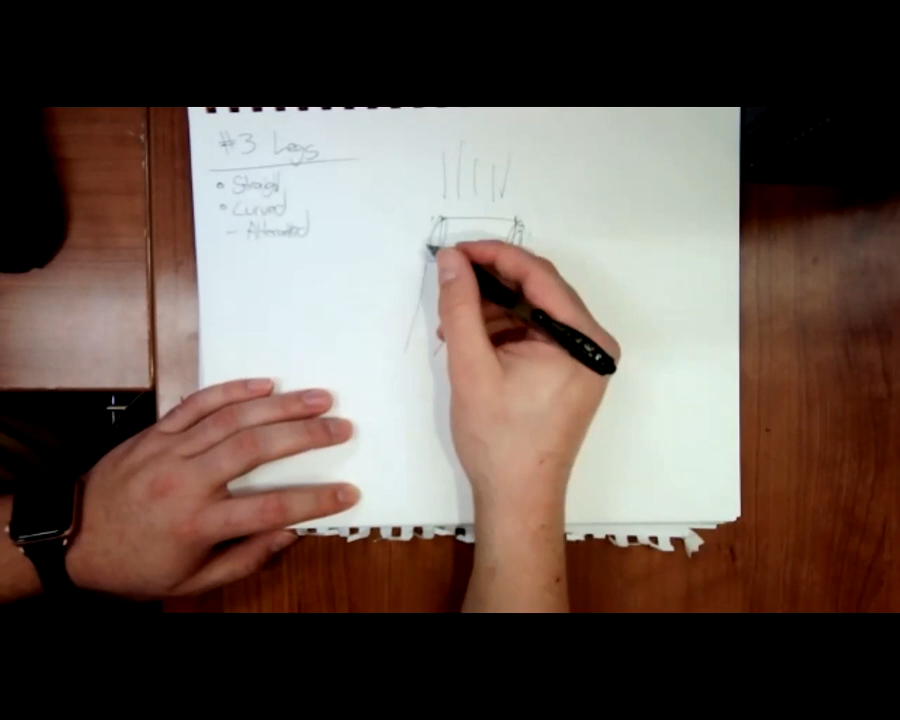 #3 Legs
• Straight
• Curved
- Alternated